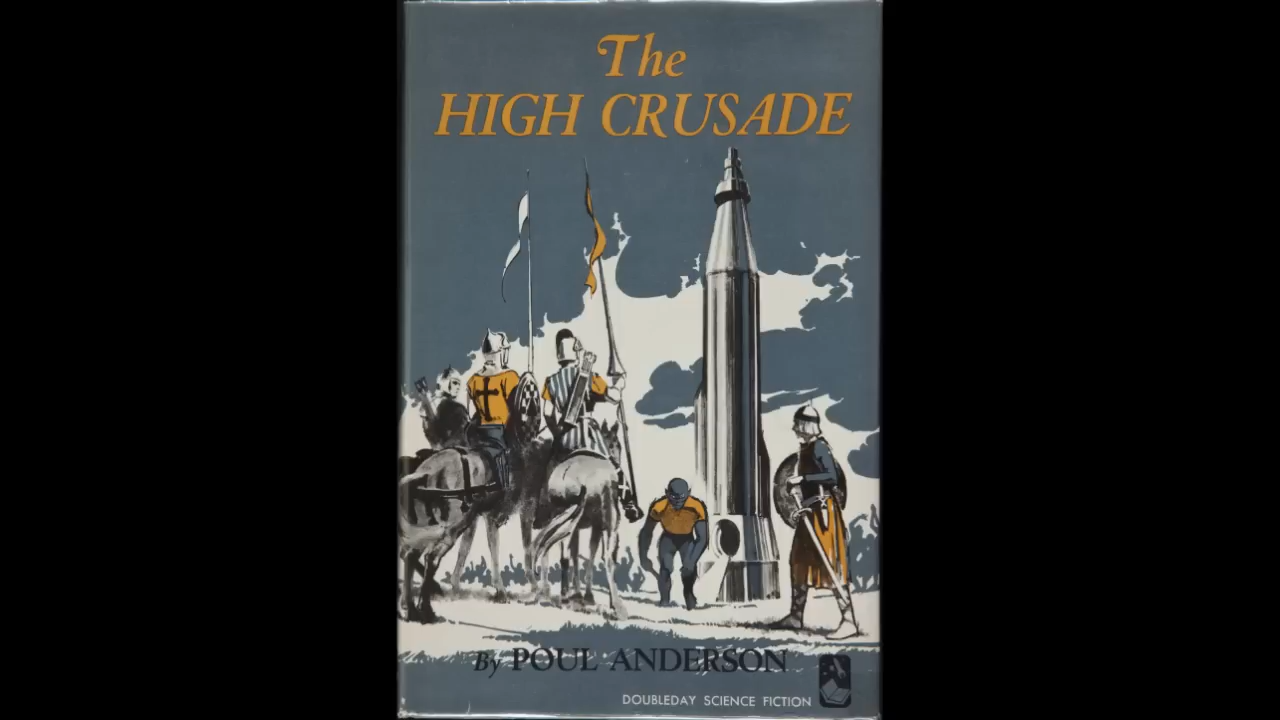 The
HIGH CRUSADE
By POUL ANDERSON
DOUBLEDAY SCIENCE FICTION